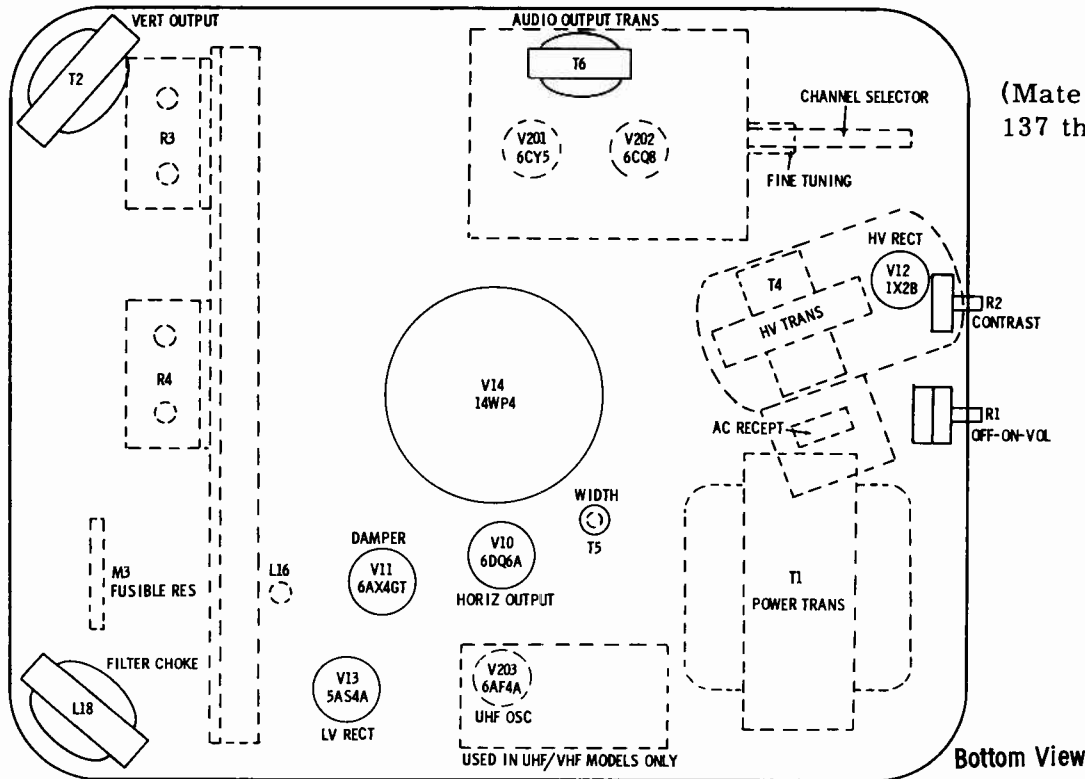 VERT OUTPUT
AUDIO OUTPUT TRANS
T2
T6
CHANNEL SELECTOR
(Mate
137 th
R3
V201
6CY5
V202
6CQ8
FINE TUNING
HV RECT
V12
1X2B
T4
HV TRANS
R2
CONTRAST
R4
V14
14WP4
AC RECEPT
R1
OFF-ON-VOL
WIDTH
T5
DAMPER
V10
6DQ6A
HORIZ OUTPUT
V11
6AX4GT
L16
M3
FUSIBLE RES
T1
POWER TRANS
FILTER CHOKE
L18
V13
5AS4A
LV RECT
V203
6AF4A
UHF OSC
USED IN UHF/VHF MODELS ONLY
Bottom View